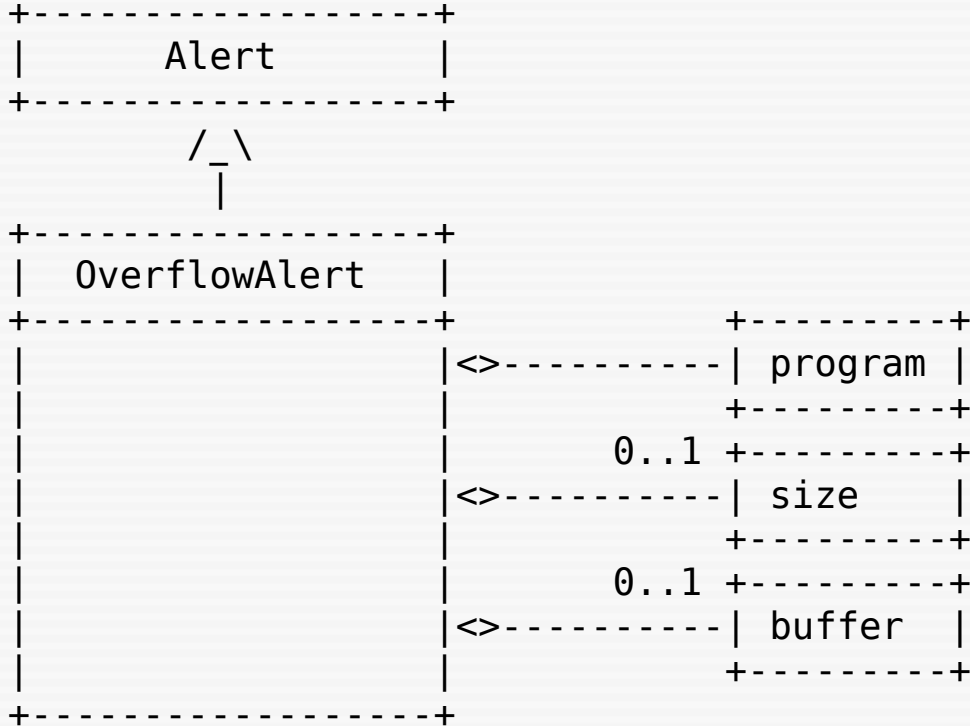 +------------------+
|      Alert       |
+------------------+
        /_\
         |
+------------------+
|  OverflowAlert   |
+------------------+            +---------+
|                  |<>----------| program |
|                  |            +---------+
|                  |       0..1 +---------+
|                  |<>----------| size    |
|                  |            +---------+
|                  |       0..1 +---------+
|                  |<>----------| buffer  |
|                  |            +---------+
+------------------+